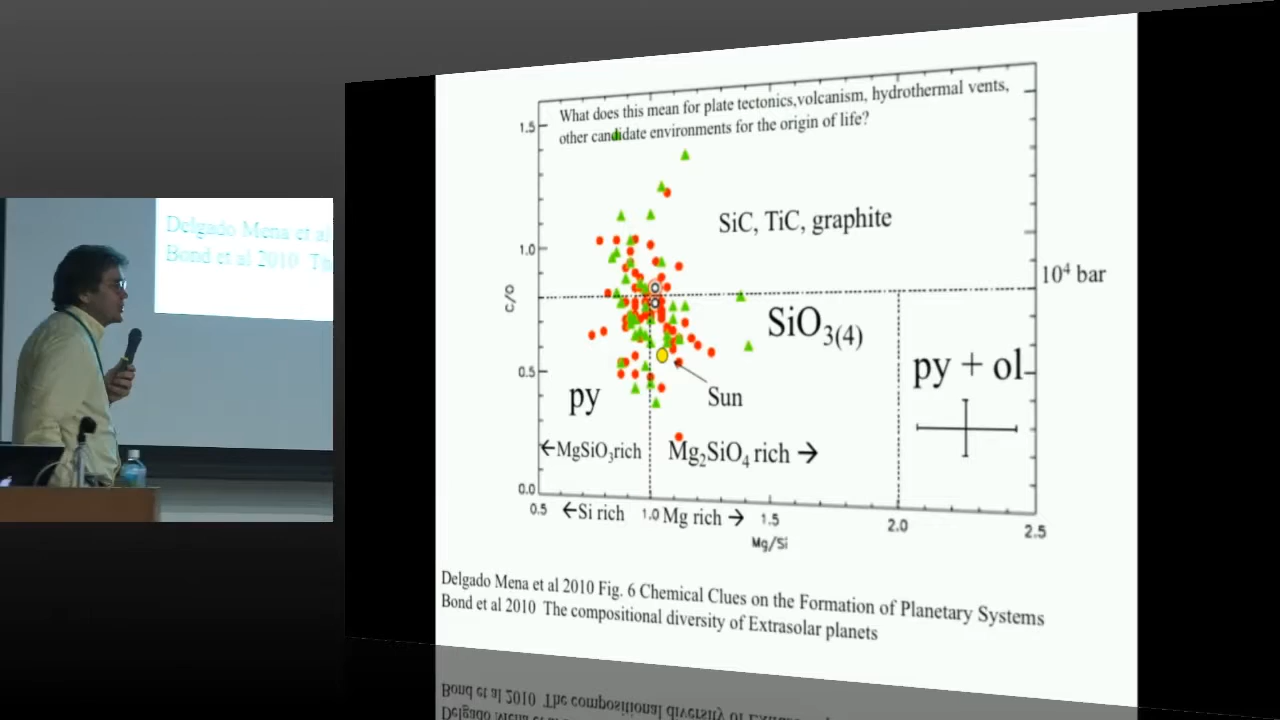 Delgado Mena et al
Bond et al 2010
What does this mean for plate tectonics,volcanism, hydrothermal vents,
other candidate environments for the origin of life?
1.5
SiC, TiC, graphite
1.0
10⁴ bar
C/O
SiO₃₍₄₎
py + ol
0.5
py
Sun
←MgSiO₃rich
Mg₂SiO₄ rich →
0.0
0.5
←Si rich
1.0
Mg rich →
1.5
2.0
2.5
Mg/Si
Delgado Mena et al 2010 Fig. 6 Chemical Clues on the Formation of Planetary Systems
Bond et al 2010 The compositional diversity of Extrasolar planets